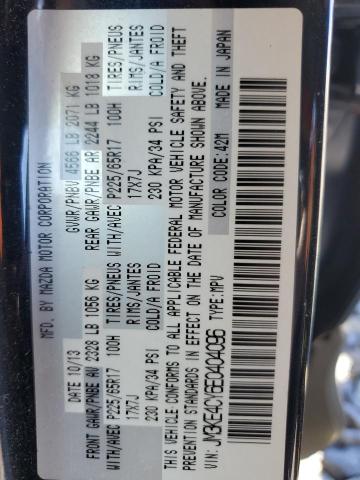 MFD. BY MAZDA MOTOR CORPORATION
10/13 GVWR/PNBV 4566 LB 2071 KG
FRONT GAWR/PNBE AV 2328 LB 1056 KG REAR GAWR/PNBE AR 2244 LB 1018 KG
WITH/AVEC P225/65R17 100H TIRES/PNEUS WITH/AVEC P225/65R17 100H TIRES/PNEUS
17X7J RIMS/JANTES 17X7J RIMS/JANTES
230 KPA/34 PSI COLD/A FROID 230 KPA/34 PSI COLD/A FROID
THIS VEHICLE CONFORMS TO ALL APPLICABLE FEDERAL MOTOR VEHICLE SAFETY AND THEFT
PREVENTION STANDARDS IN EFFECT ON THE DATE OF MANUFACTURE SHOWN ABOVE.
VIN: JM3KE4CY5E0404096 TYPE: MPV COLOR CODE: 42M MADE IN JAPAN